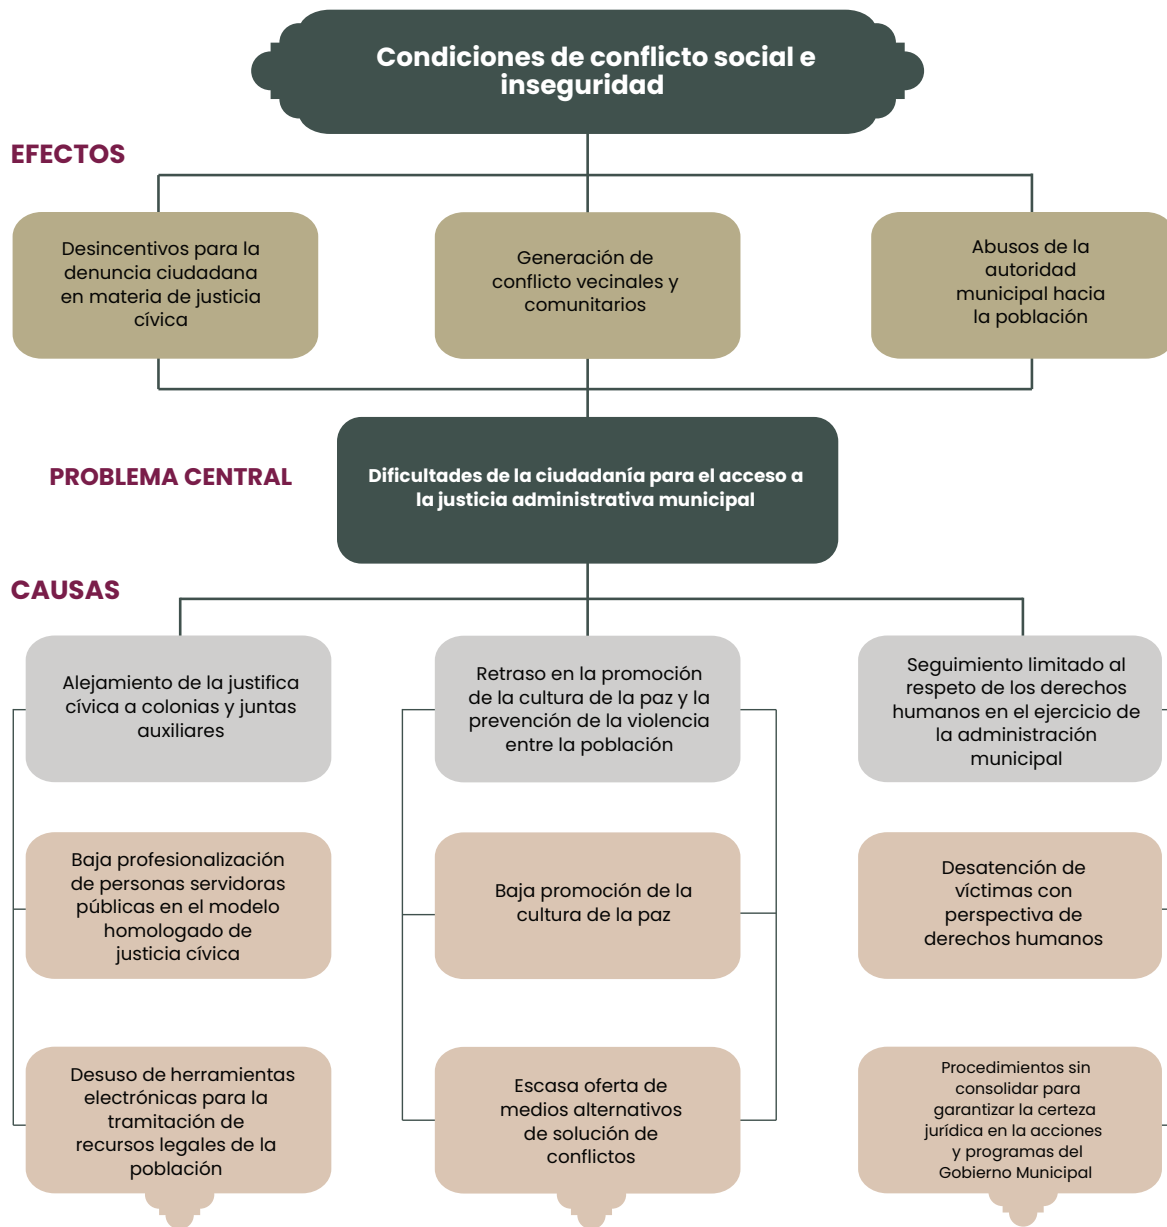 Condiciones de conflicto social e
inseguridad
EFECTOS
Desincentivos para la
denuncia ciudadana
en materia de justicia
cívica
Generación de
conflicto vecinales y
comunitarios
Abusos de la
autoridad
municipal hacia
la población
PROBLEMA CENTRAL
Dificultades de la ciudadanía para el acceso a
la justicia administrativa municipal
CAUSAS
Alejamiento de la justifica
cívica a colonias y juntas
auxiliares
Retraso en la promoción
de la cultura de la paz y la
prevención de la violencia
entre la población
Seguimiento limitado al
respeto de los derechos
humanos en el ejercicio de
la administración
municipal
Baja profesionalización
de personas servidoras
públicas en el modelo
homologado de
justicia cívica
Baja promoción de la
cultura de la paz
Desatención de
víctimas con
perspectiva de
derechos humanos
Desuso de herramientas
electrónicas para la
tramitación de
recursos legales de la
población
Escasa oferta de
medios alternativos
de solución de
conflictos
Procedimientos sin
consolidar para
garantizar la certeza
jurídica en la acciones
y programas del
Gobierno Municipal